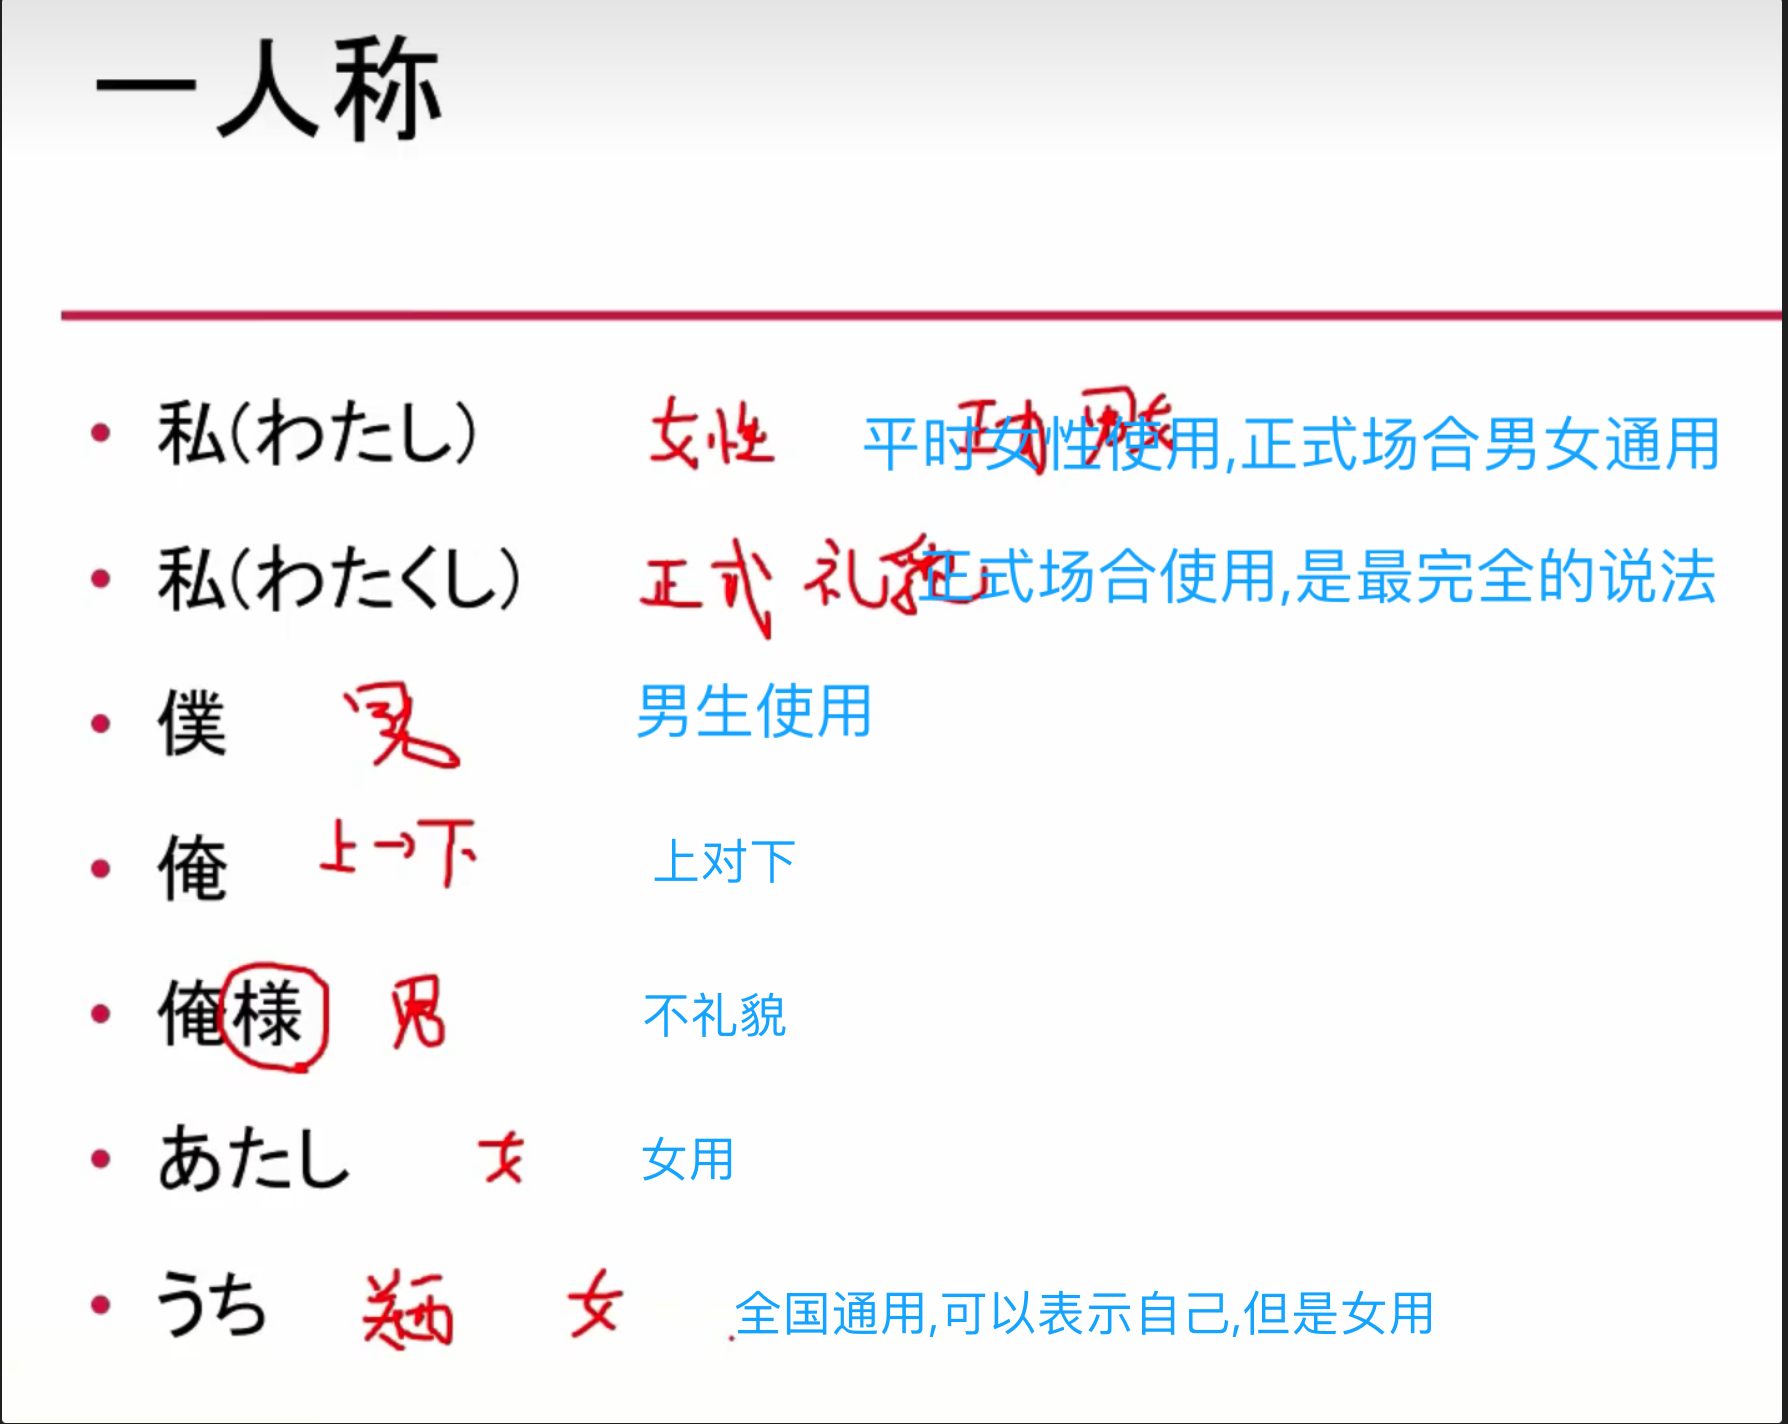 一人称
私(わたし) 女性 平时女性使用,正式场合男女通用
私(わたくし) 正式 礼貌 正式场合使用,是最完全的说法
僕 男 男生使用
俺 上→下 上对下
俺様 男 不礼貌
あたし 女 女用
うち 女 全国通用,可以表示自己,但是女用